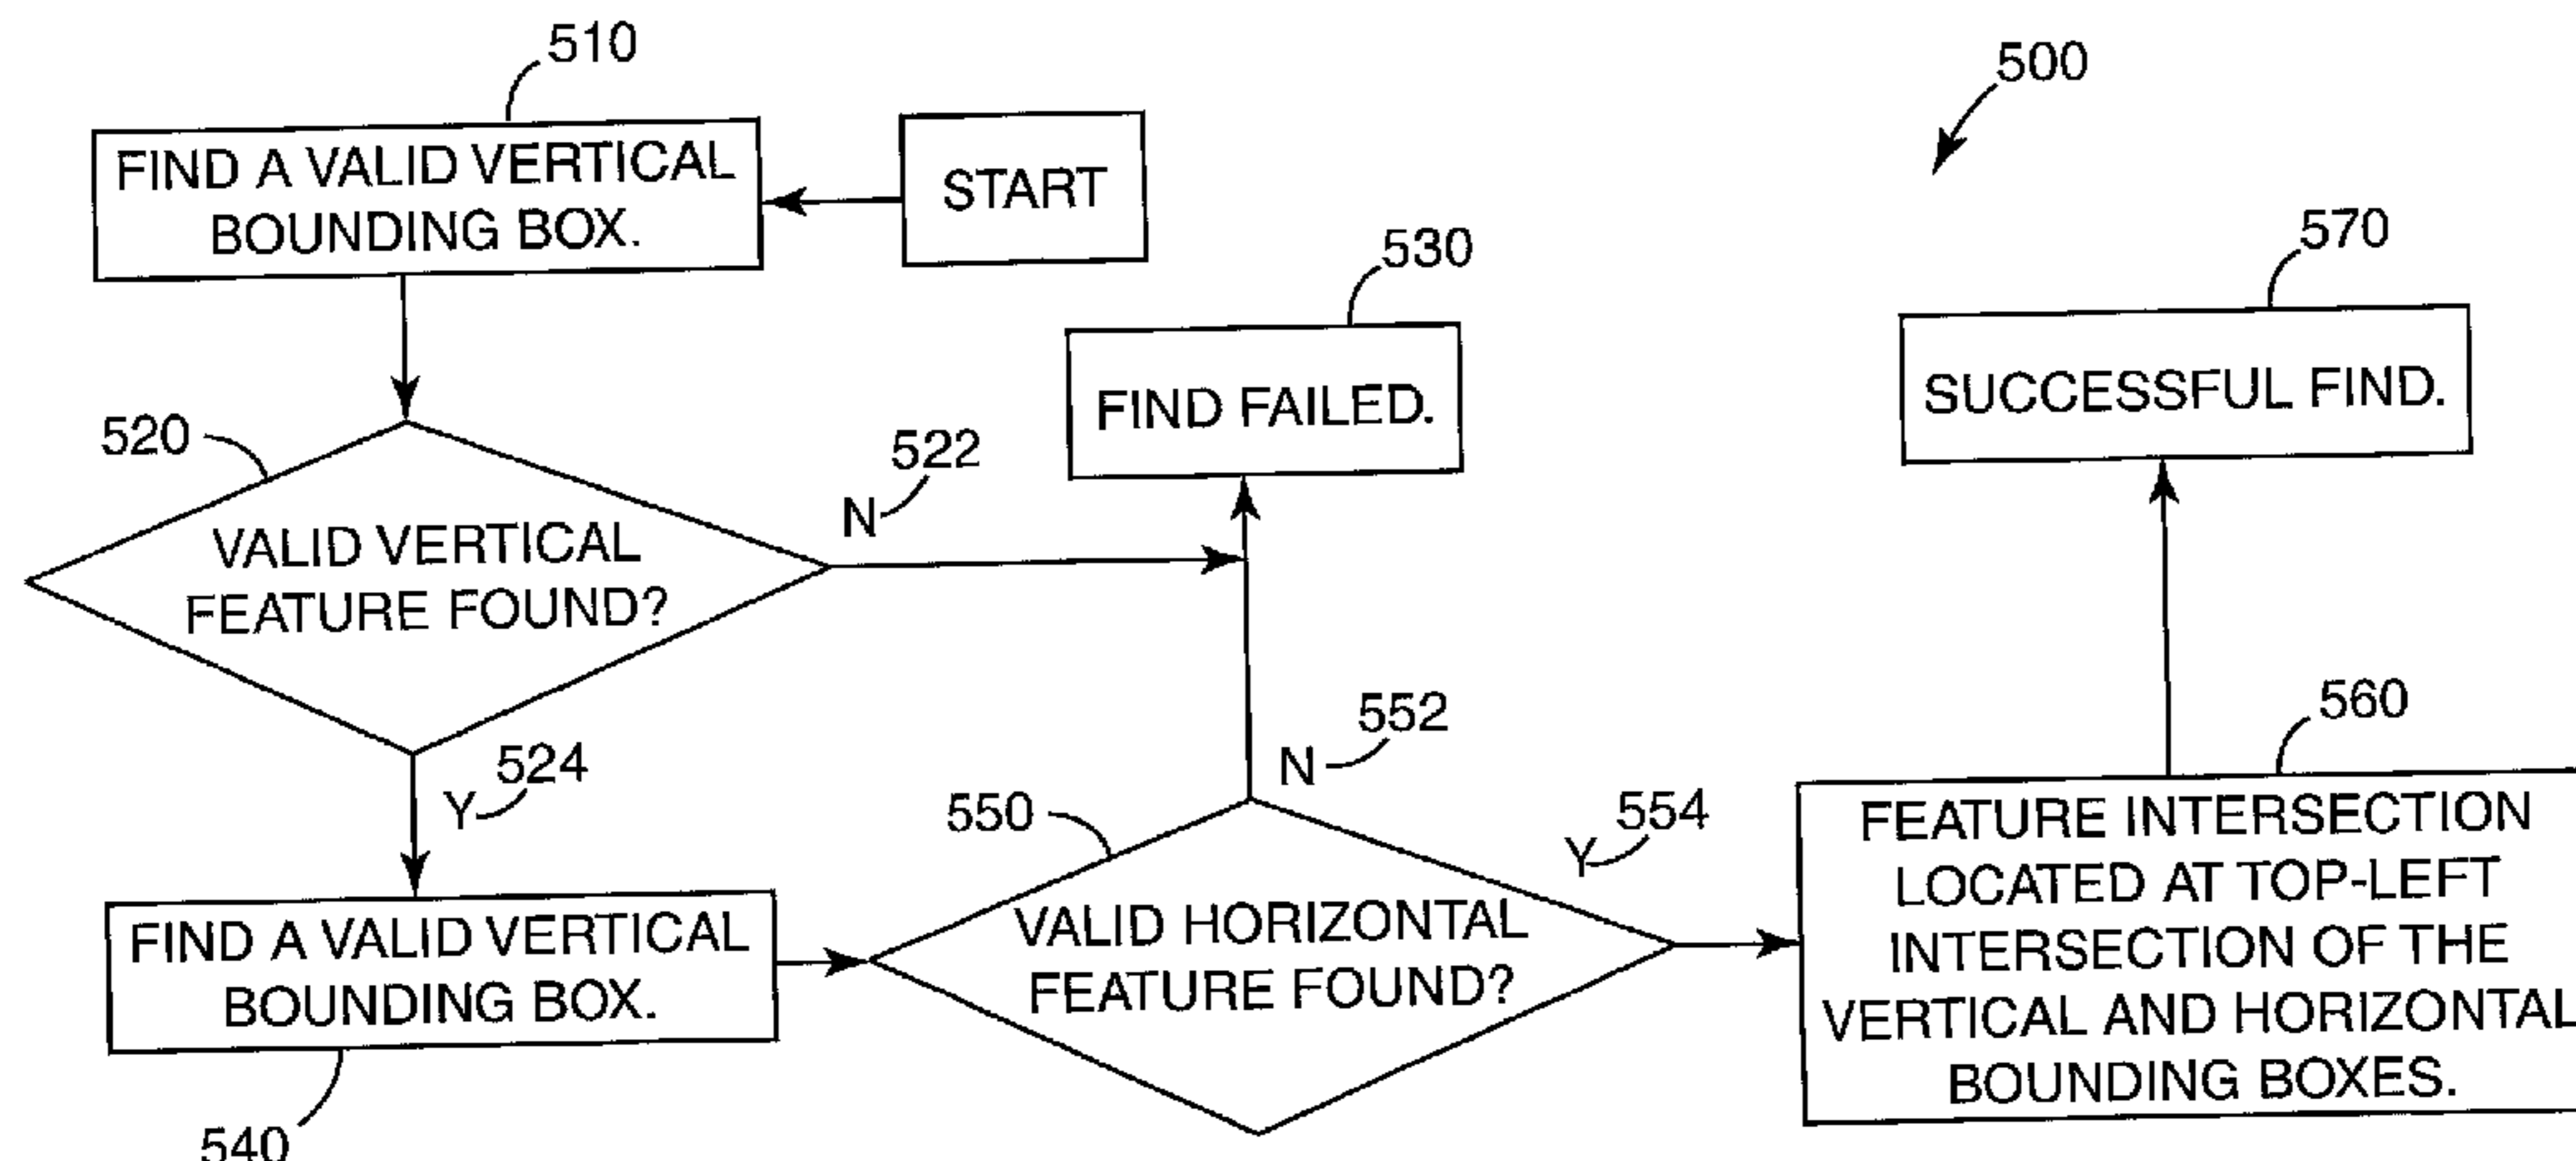 510
500
FIND A VALID VERTICAL
BOUNDING BOX.
START
530
570
FIND FAILED.
SUCCESSFUL FIND.
520
522
N
VALID VERTICAL
FEATURE FOUND?
524
Y
552
N
560
550
554
Y
FIND A VALID VERTICAL
BOUNDING BOX.
VALID HORIZONTAL
FEATURE FOUND?
FEATURE INTERSECTION
LOCATED AT TOP-LEFT
INTERSECTION OF THE
VERTICAL AND HORIZONTAL
BOUNDING BOXES.
540